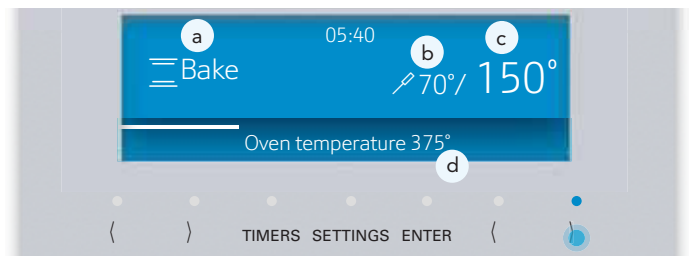 a
05:40
b
c
Bake
70°/ 150°
Oven temperature 375°
d
⟨ ⟩ TIMERS SETTINGS ENTER ⟨ ⟩